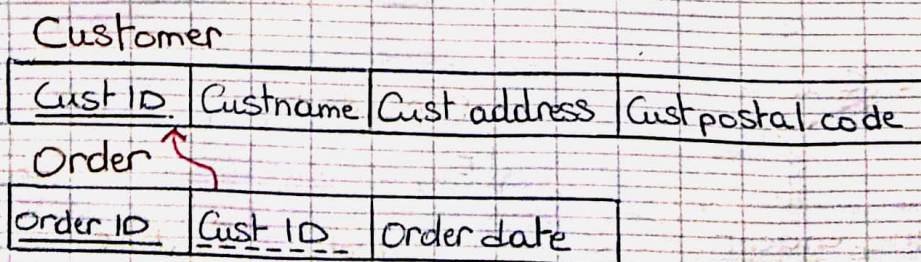 Customer
Cust ID Custname Cust address Cust postal code
Order
Order ID Cust ID Order date